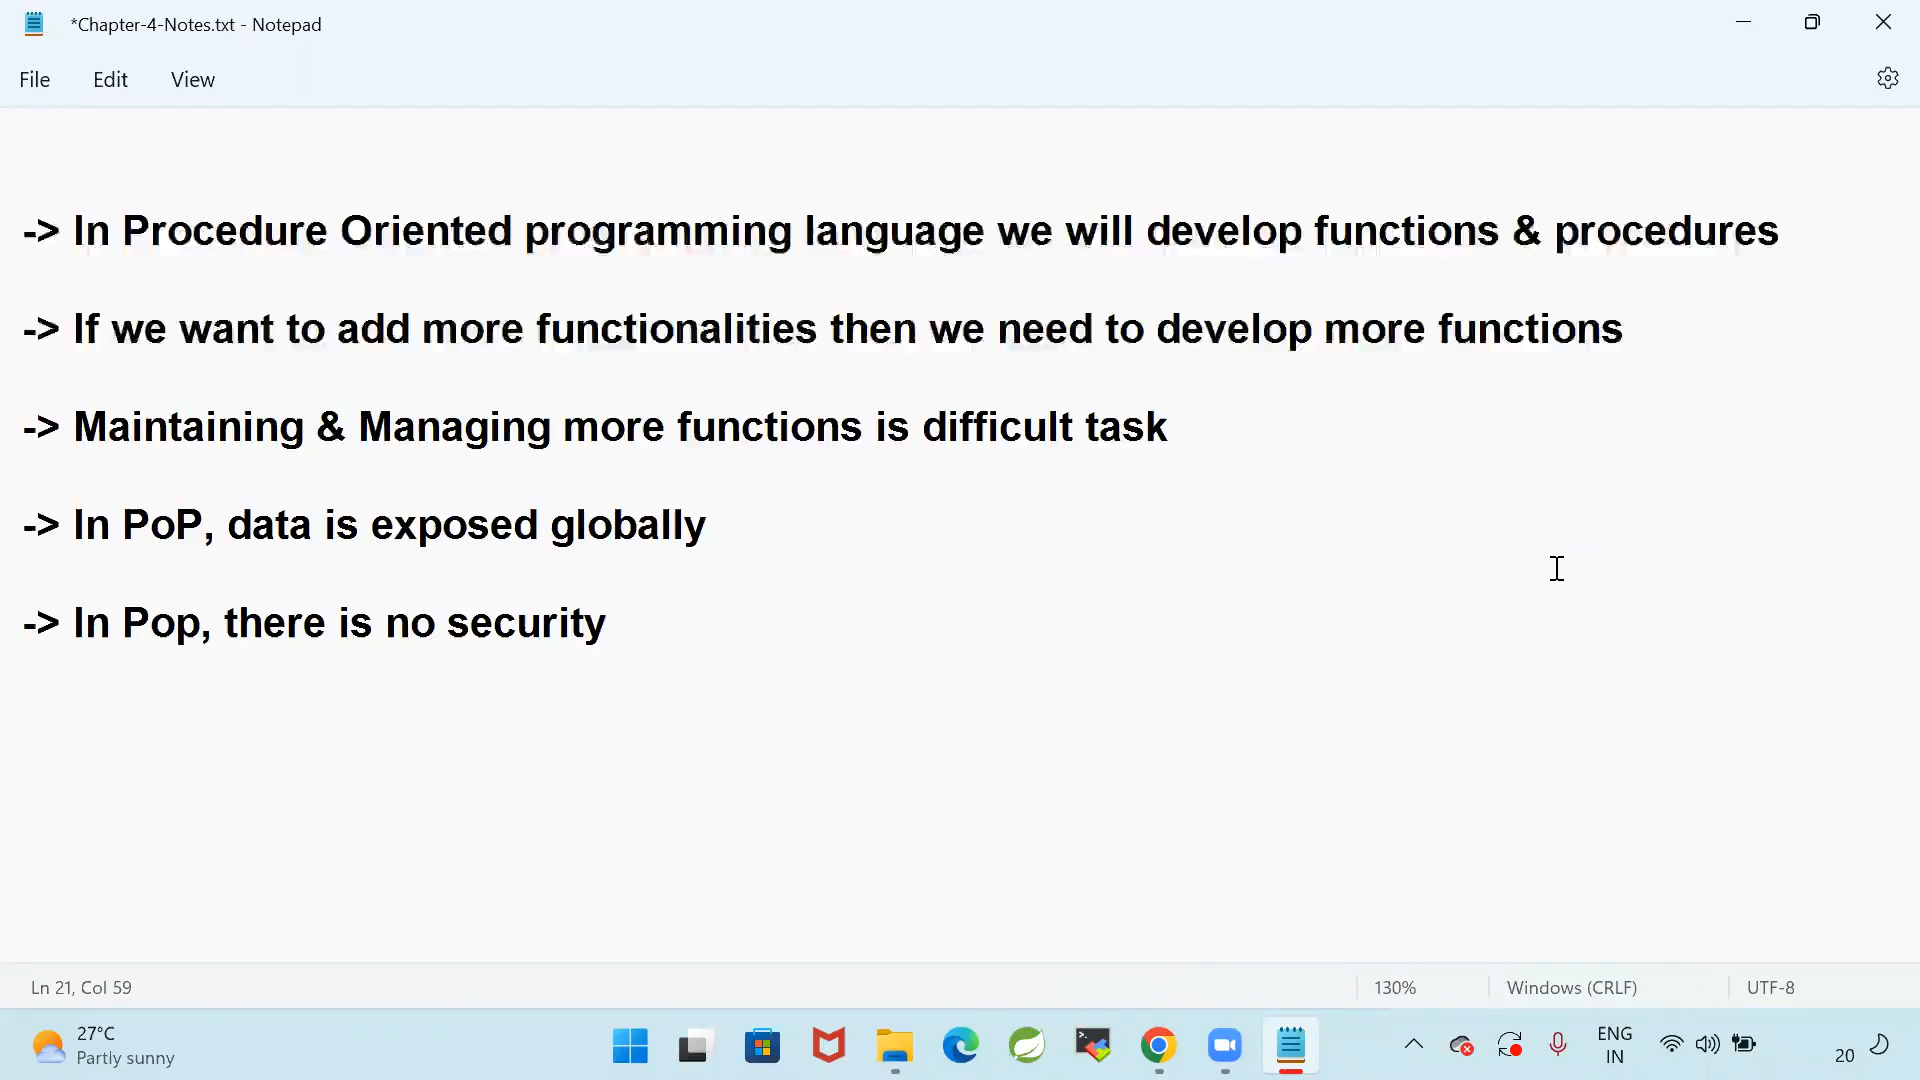 *Chapter-4-Notes.txt - Notepad
File Edit View
-> In Procedure Oriented programming language we will develop functions & procedures
-> If we want to add more functionalities then we need to develop more functions
-> Maintaining & Managing more functions is difficult task
-> In PoP, data is exposed globally
-> In Pop, there is no security
Ln 21, Col 59 130% Windows (CRLF) UTF-8
27°C
Partly sunny
ENG
IN
20